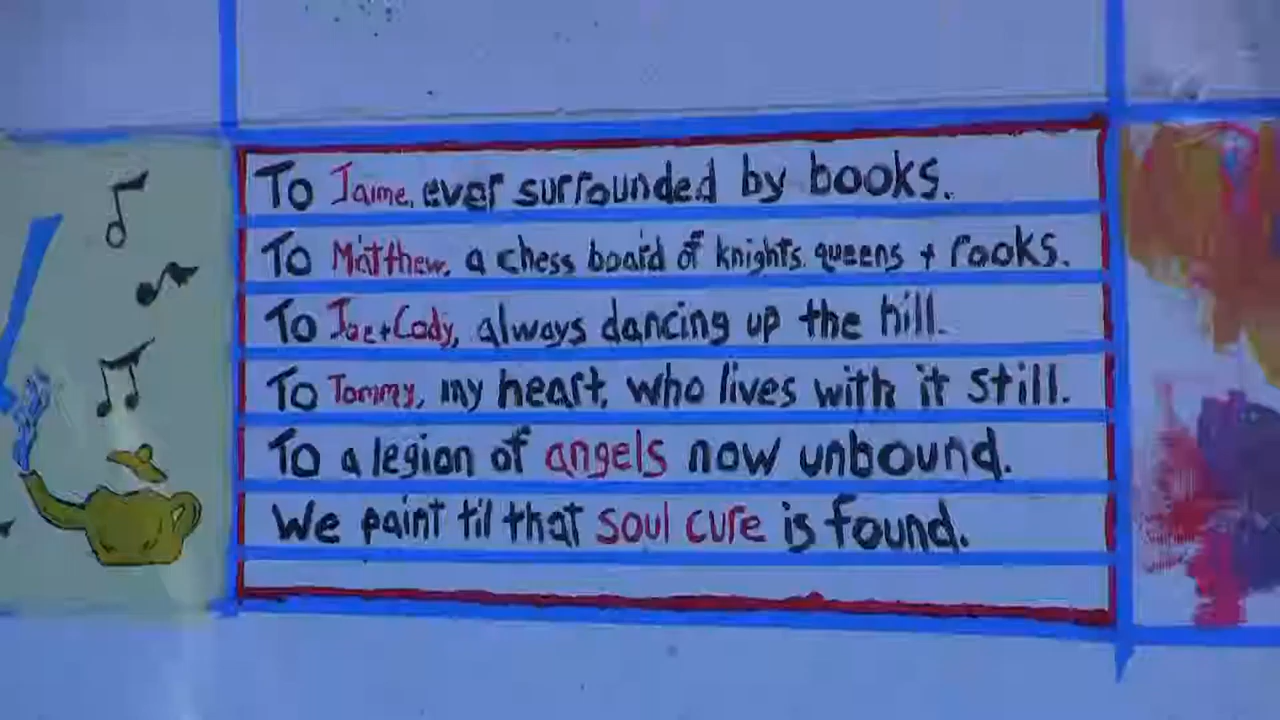 To Jaime, ever surrounded by books.
To Matthew, a chess board of knights, queens + rooks.
To Joe + Cody, always dancing up the hill.
To Tommy, my heart, who lives with it still.
To a legion of angels now unbound.
We paint til that soul cure is found.